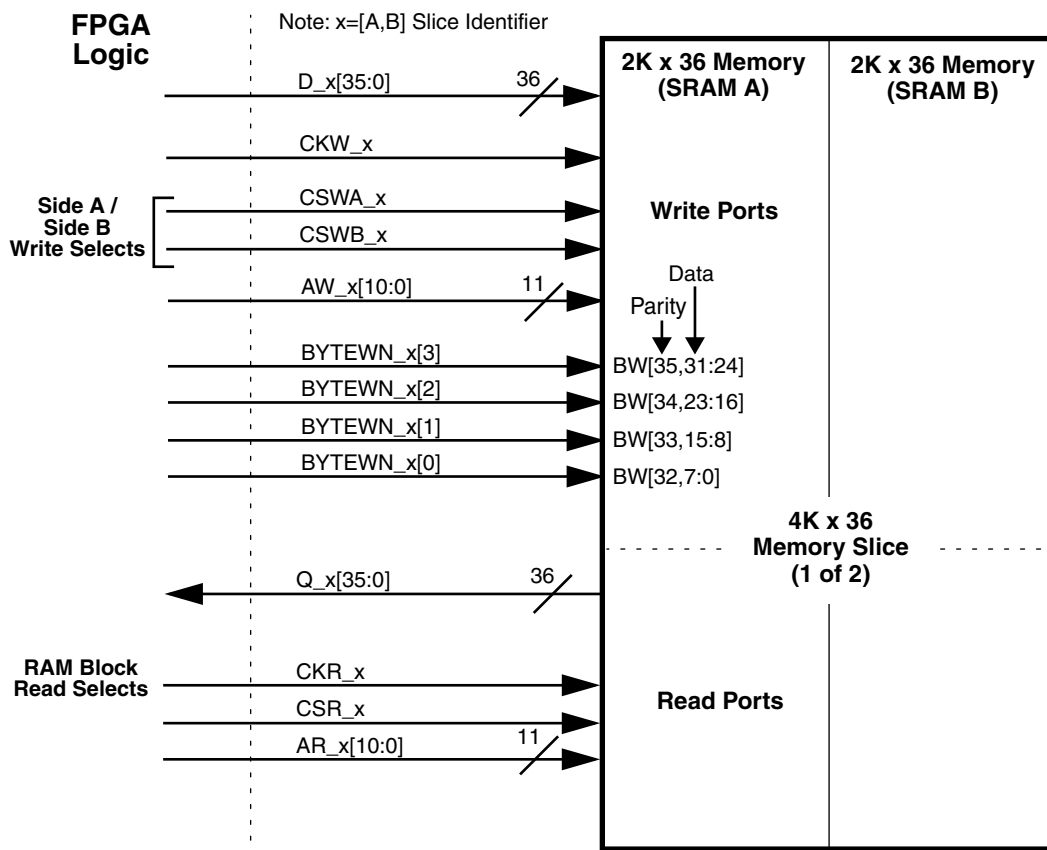 FPGA
Logic
Note: x=[A,B] Slice Identifier
2K x 36 Memory
(SRAM A)
2K x 36 Memory
(SRAM B)
D_x[35:0]
36
CKW_x
Side A /
Side B
Write Selects
CSWA_x
CSWB_x
Write Ports
AW_x[10:0]
11
Data
Parity
BYTEWN_x[3]
BW[35,31:24]
BYTEWN_x[2]
BW[34,23:16]
BYTEWN_x[1]
BW[33,15:8]
BYTEWN_x[0]
BW[32,7:0]
4K x 36
Memory Slice
(1 of 2)
Q_x[35:0]
36
RAM Block
Read Selects
CKR_x
CSR_x
AR_x[10:0]
11
Read Ports